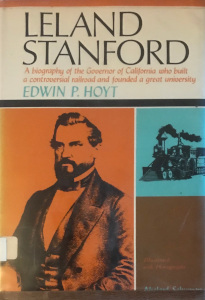 LELAND
STANFORD
A biography of the Governor of California who built
a controversial railroad and founded a great university
EDWIN P. HOYT